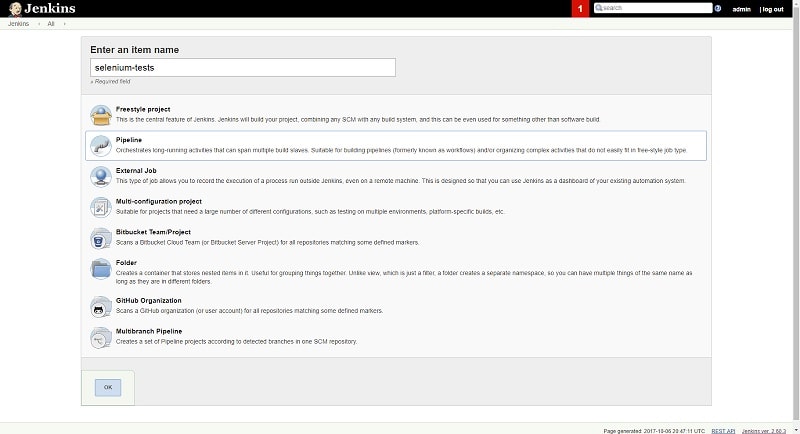 Jenkins
1
search
admin
| log out
Jenkins
All
Enter an item name
selenium-tests
» Required field
Freestyle project
This is the central feature of Jenkins. Jenkins will build your project, combining any SCM with any build system, and this can be even used for something other than software build.
Pipeline
Orchestrates long-running activities that can span multiple build slaves. Suitable for building pipelines (formerly known as workflows) and/or organizing complex activities that do not easily fit in free-style job type.
External Job
This type of job allows you to record the execution of a process run outside Jenkins, even on a remote machine. This is designed so that you can use Jenkins as a dashboard of your existing automation system.
Multi-configuration project
Suitable for projects that need a large number of different configurations, such as testing on multiple environments, platform-specific builds, etc.
Bitbucket Team/Project
Scans a Bitbucket Cloud Team (or Bitbucket Server Project) for all repositories matching some defined markers.
Folder
Creates a container that stores nested items in it. Useful for grouping things together. Unlike view, which is just a filter, a folder creates a separate namespace, so you can have multiple things of the same name as
long as they are in different folders.
GitHub Organization
Scans a GitHub organization (or user account) for all repositories matching some defined markers.
Multibranch Pipeline
Creates a set of Pipeline projects according to detected branches in one SCM repository.
OK
Page generated: 2017-10-06 20:47:11 UTC
REST API
Jenkins ver. 2.60.3